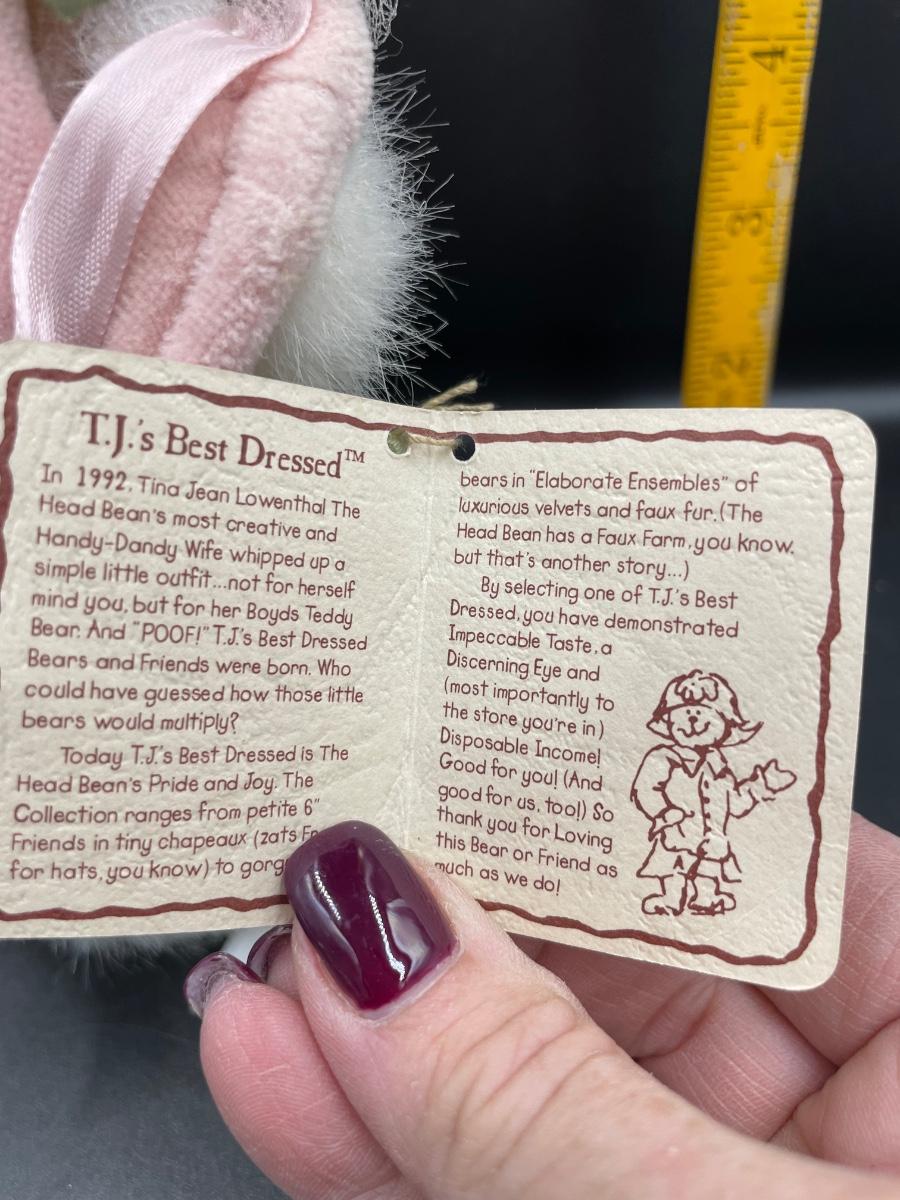 T.J.'s Best Dressed™
In 1992, Tina Jean Lowenthal The
Head Bean's most creative and
Handy-Dandy Wife whipped up a
simple little outfit...not for herself
mind you, but for her Boyds Teddy
Bear. And "POOF!" T.J.'s Best Dressed
Bears and Friends were born. Who
could have guessed how those little
bears would multiply?
Today T.J.'s Best Dressed is The
Head Bean's Pride and Joy. The
Collection ranges from petite 6"
Friends in tiny chapeaux (zats
for hats, you know) to
bears in "Elaborate Ensembles" of
luxurious velvets and faux fur. (The
Head Bean has a Faux Farm, you know,
but that's another story...)
By selecting one of T.J.'s Best
Dressed, you have demonstrated
Impeccable Taste, a
Discerning Eye and
(most importantly to
the store you're in)
Disposable Income!
Good for you! (And
good for us, too!) So
thank you for Loving
this Bear or Friend as
much as we do!
4
3
2